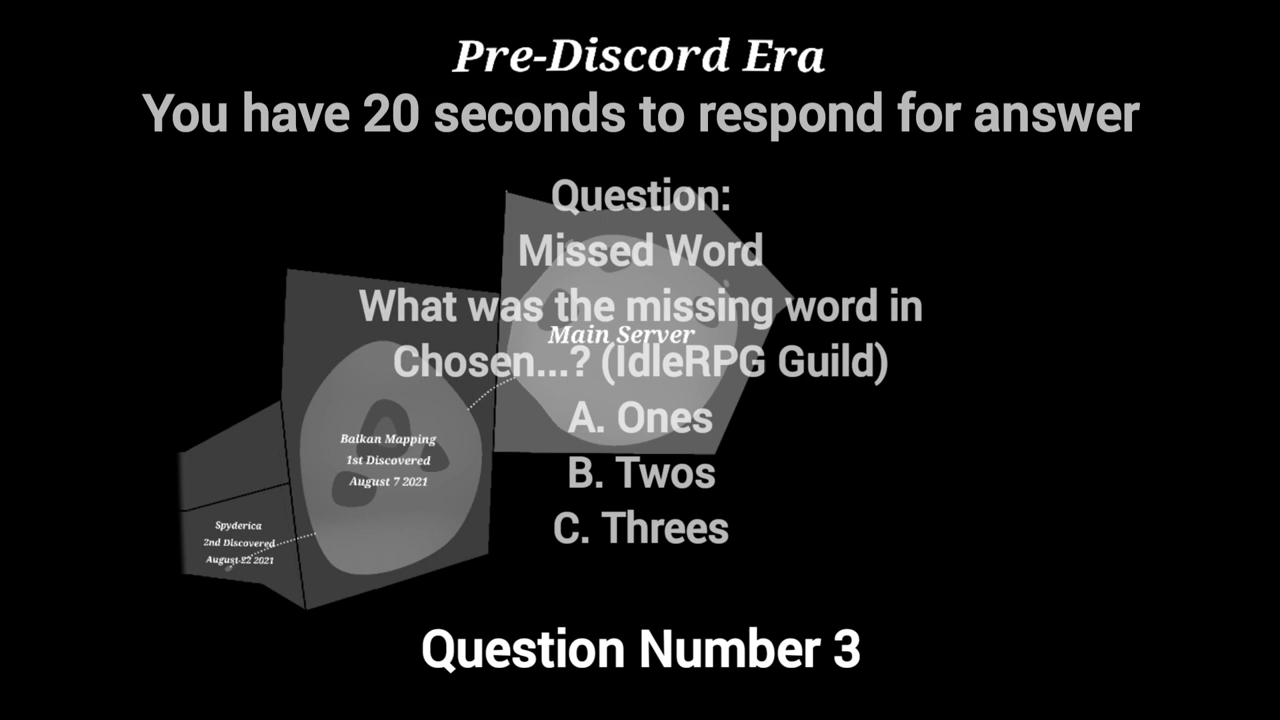 Pre-Discord Era
You have 20 seconds to respond for answer
Question:
Missed Word
What was the missing word in
Main Server
Chosen...? (IdleRPG Guild)
A. Ones
B. Twos
C. Threes
Balkan Mapping
1st Discovered
August 7 2021
Spyderica
2nd Discovered
August 22 2021
Question Number 3